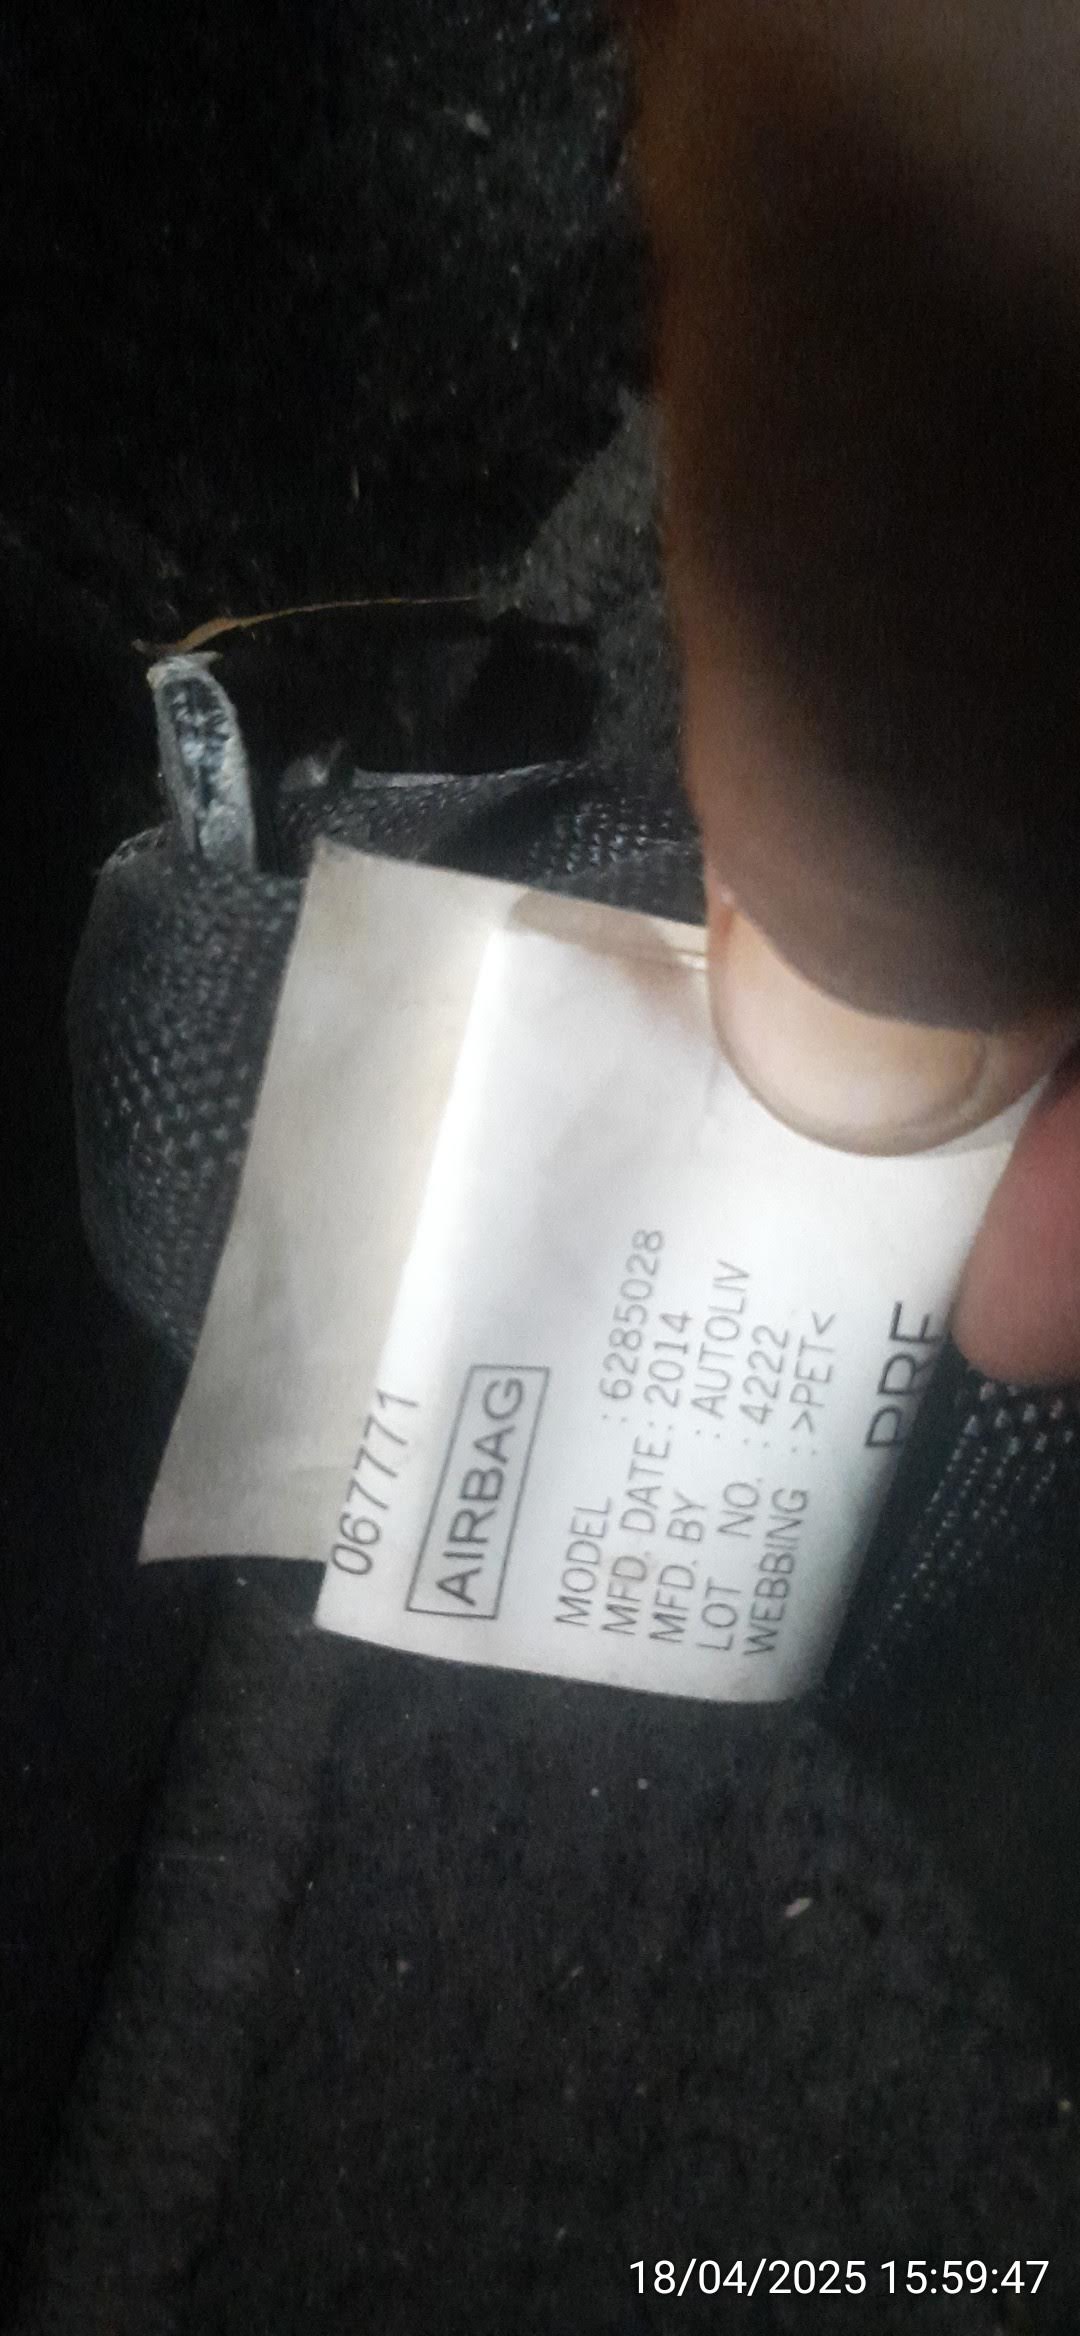 067771
AIRBAG
MODEL : 6285028
MFD. DATE : 2014
MFD. BY : AUTOLIV
LOT NO. : 4222
WEBBING : >PET<
PRE
18/04/2025 15:59:47